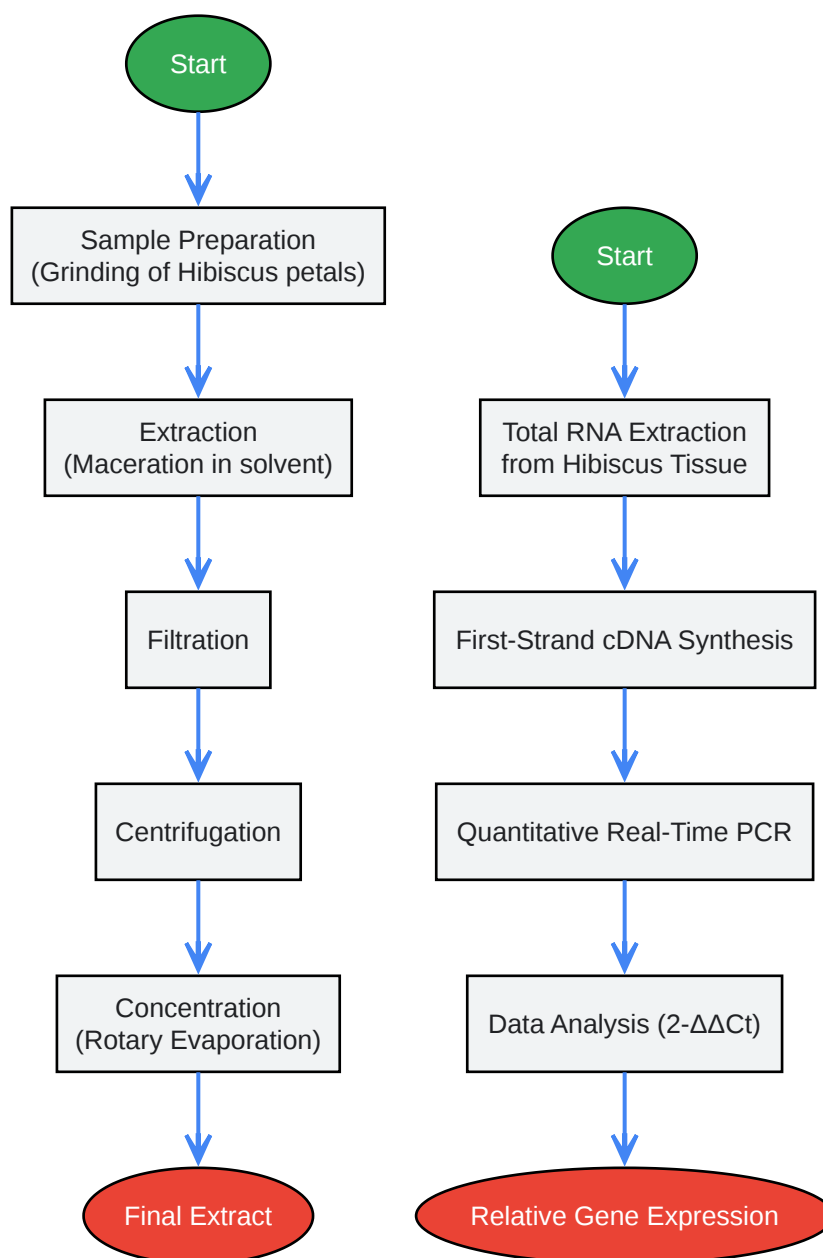 Start
Sample Preparation
(Grinding of Hibiscus petals)
Extraction
(Maceration in solvent)
Filtration
Centrifugation
Concentration
(Rotary Evaporation)
Final Extract
Start
Total RNA Extraction
from Hibiscus Tissue
First-Strand cDNA Synthesis
Quantitative Real-Time PCR
Data Analysis (2-ΔΔCt)
Relative Gene Expression